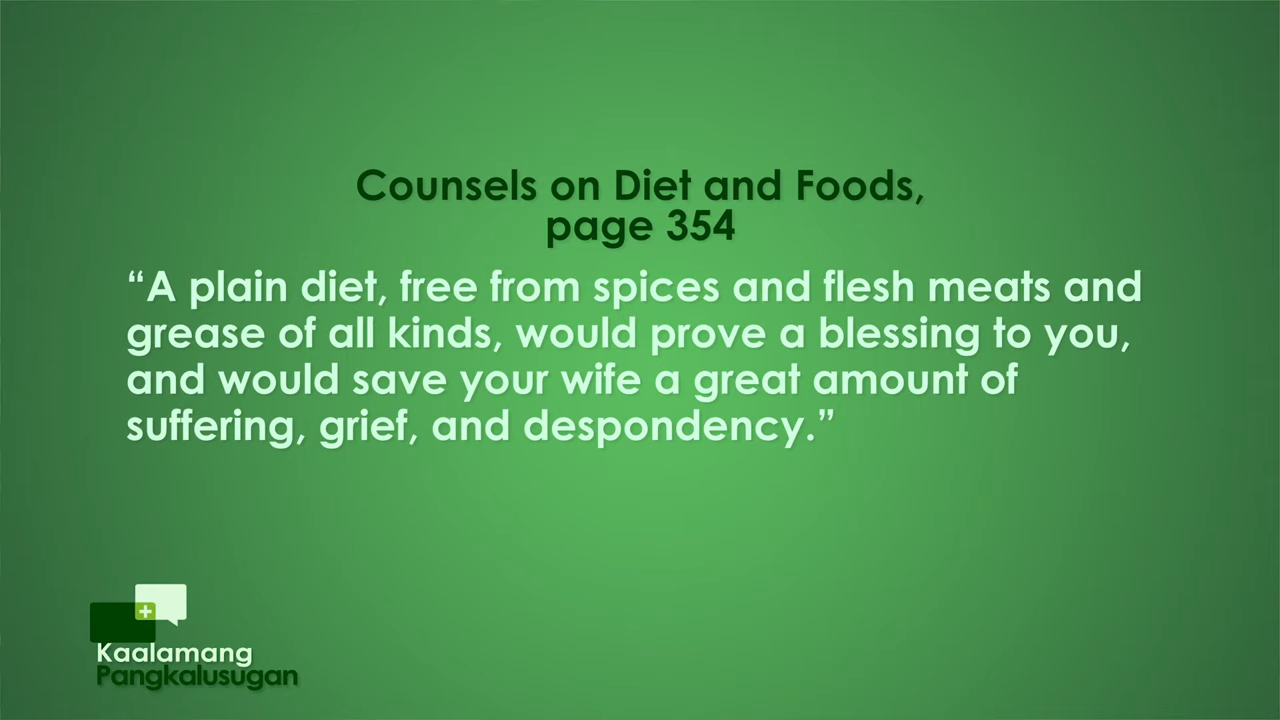 Counsels on Diet and Foods,
page 354
“A plain diet, free from spices and flesh meats and
grease of all kinds, would prove a blessing to you,
and would save your wife a great amount of
suffering, grief, and despondency.”
Kaalamang
Pangkalusugan